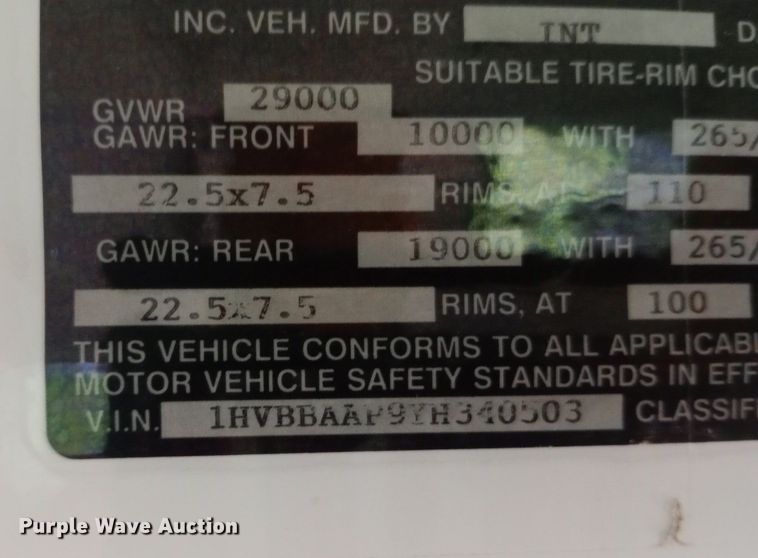 INC. VEH. MFD. BY INT D
SUITABLE TIRE-RIM CHO
GVWR 29000
GAWR: FRONT 10000 WITH 265/
22.5x7.5 RIMS, AT 110
GAWR: REAR 19000 WITH 265/
22.5x7.5 RIMS, AT 100
THIS VEHICLE CONFORMS TO ALL APPLICABL
MOTOR VEHICLE SAFETY STANDARDS IN EFF
V.I.N. 1HVBBAAP9YH340503 CLASSIFI
Purple Wave Auction